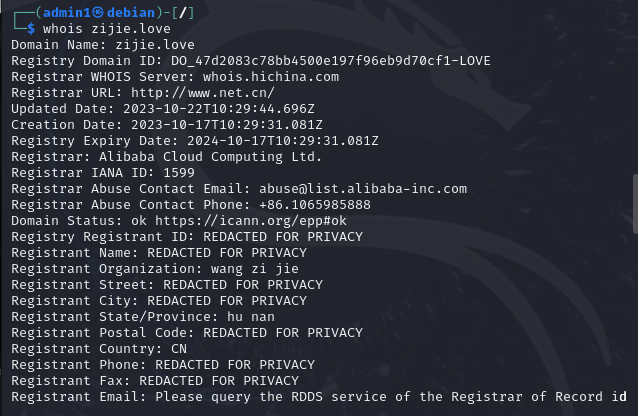 ┌──(admin1㉿debian)-[/]
└─$ whois zijie.love
Domain Name: zijie.love
Registry Domain ID: DO_47d2083c78bb4500e197f96eb9d70cf1-LOVE
Registrar WHOIS Server: whois.hichina.com
Registrar URL: http://www.net.cn/
Updated Date: 2023-10-22T10:29:44.696Z
Creation Date: 2023-10-17T10:29:31.081Z
Registry Expiry Date: 2024-10-17T10:29:31.081Z
Registrar: Alibaba Cloud Computing Ltd.
Registrar IANA ID: 1599
Registrar Abuse Contact Email: abuse@list.alibaba-inc.com
Registrar Abuse Contact Phone: +86.1065985888
Domain Status: ok https://icann.org/epp#ok
Registry Registrant ID: REDACTED FOR PRIVACY
Registrant Name: REDACTED FOR PRIVACY
Registrant Organization: wang zi jie
Registrant Street: REDACTED FOR PRIVACY
Registrant City: REDACTED FOR PRIVACY
Registrant State/Province: hu nan
Registrant Postal Code: REDACTED FOR PRIVACY
Registrant Country: CN
Registrant Phone: REDACTED FOR PRIVACY
Registrant Fax: REDACTED FOR PRIVACY
Registrant Email: Please query the RDDS service of the Registrar of Record id